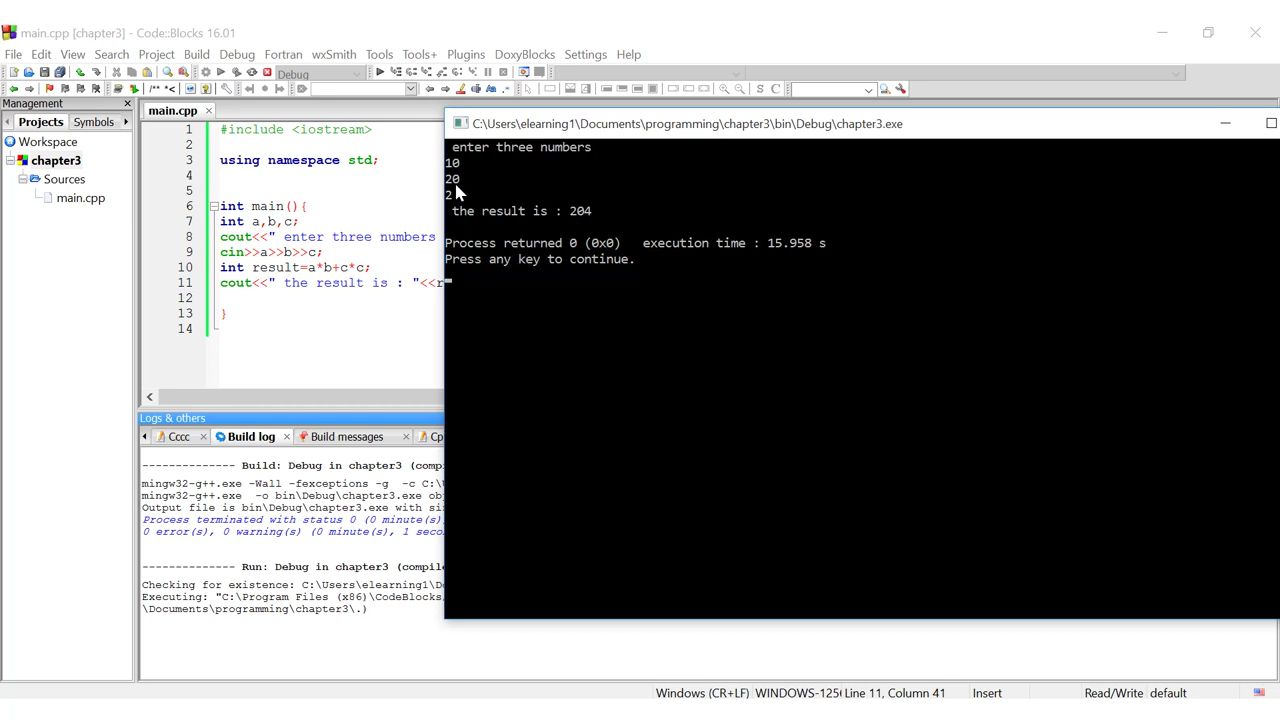 main.cpp [chapter3] - Code::Blocks 16.01
File Edit View Search Project Build Debug Fortran wxSmith Tools Tools+ Plugins DoxyBlocks Settings Help
Debug
Management
main.cpp
Projects Symbols
Workspace
chapter3
Sources
main.cpp
1 #include <iostream>
2
3 using namespace std;
4
5
6 int main(){
7 int a,b,c;
8 cout<<" enter three numbers
9 cin>>a>>b>>c;
10 int result=a*b+c*c;
11 cout<<" the result is : "<<r
12
13 }
14
C:\Users\elearning1\Documents\programming\chapter3\bin\Debug\chapter3.exe
enter three numbers
10
20
2
the result is : 204
Process returned 0 (0x0) execution time : 15.958 s
Press any key to continue.
Logs & others
Cccc Build log Build messages Cp
-------------- Build: Debug in chapter3 (compi
mingw32-g++.exe -Wall -fexceptions -g -c C:\U
mingw32-g++.exe -o bin\Debug\chapter3.exe ob
Output file is bin\Debug\chapter3.exe with si
Process terminated with status 0 (0 minute(s)
0 error(s), 0 warning(s) (0 minute(s), 1 seco
-------------- Run: Debug in chapter3 (compil
Checking for existence: C:\Users\elearning1\D
Executing: "C:\Program Files (x86)\CodeBlocks
\Documents\programming\chapter3\.)
Windows (CR+LF) WINDOWS-125 Line 11, Column 41 Insert Read/Write default